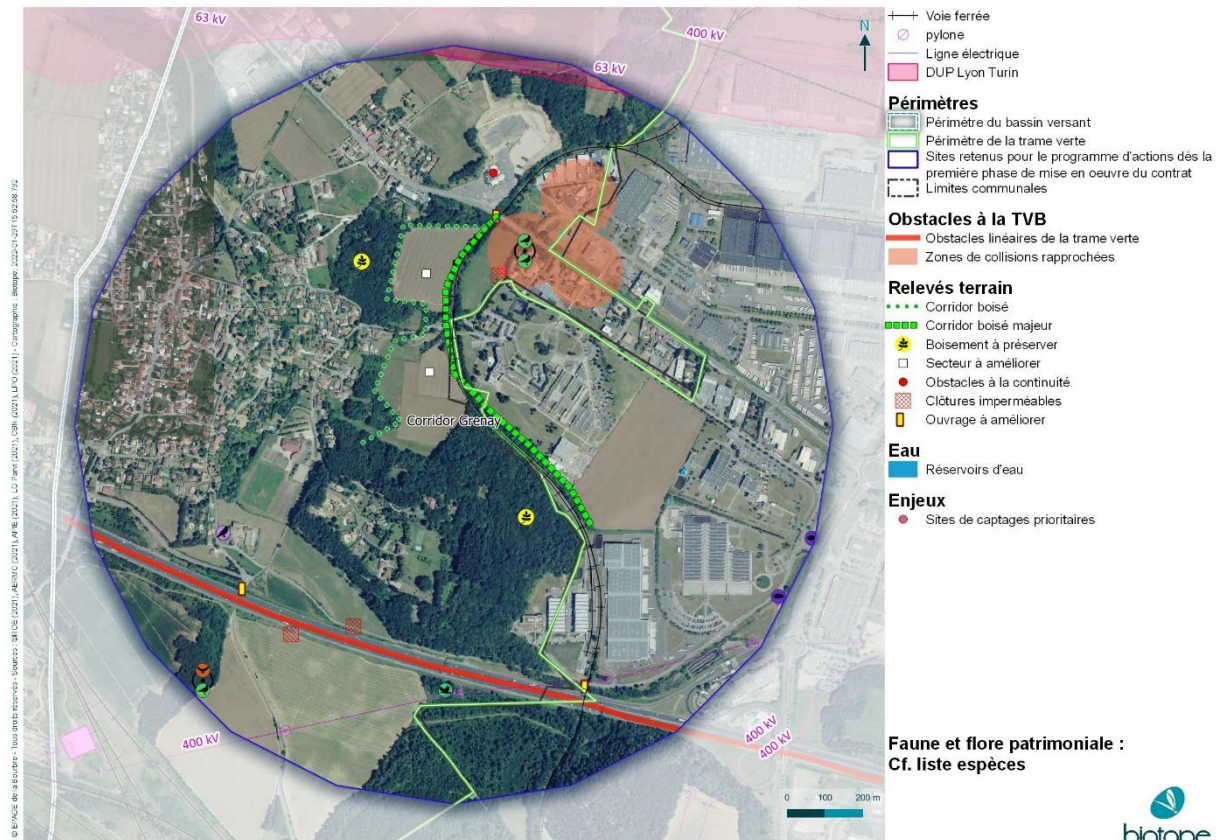 63 kV
400 kV
63 kV
N
Corridor Grenay
400 kV
400 kV
400 kV
0 100 200 m
Voie ferrée
pylone
Ligne électrique
DUP Lyon Turin
Périmètres
Périmètre du bassin versant
Périmètre de la trame verte
Sites retenus pour le programme d'actions dès la
première phase de mise en oeuvre du contrat
Limites communales
Obstacles à la TVB
Obstacles linéaires de la trame verte
Zones de collisions rapprochées
Relevés terrain
Corridor boisé
Corridor boisé majeur
Boisement à préserver
Secteur à améliorer
Obstacles à la continuité
Clôtures imperméables
Ouvrage à améliorer
Eau
Réservoirs d'eau
Enjeux
Sites de captages prioritaires
Faune et flore patrimoniale :
Cf. liste espèces
biotope